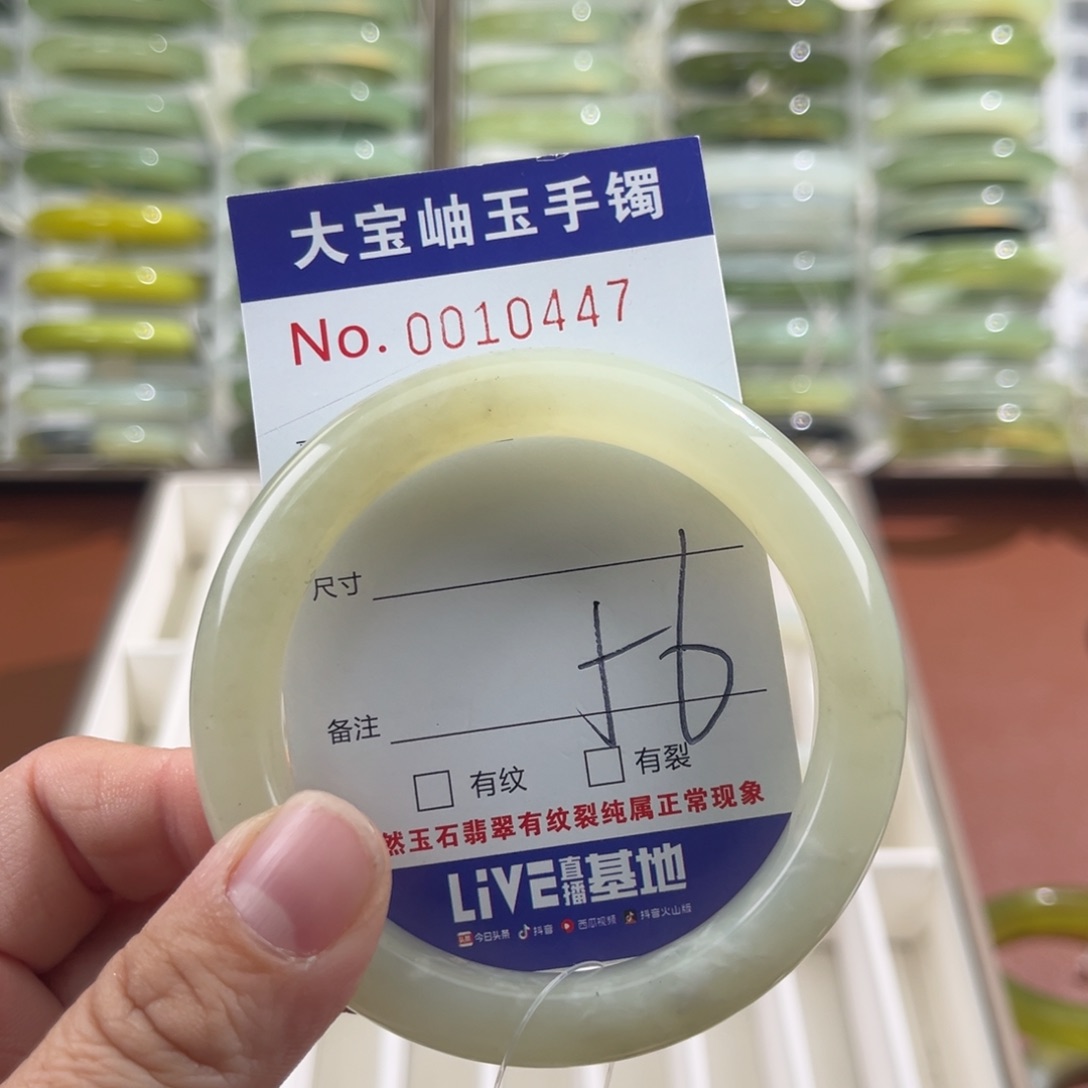 大宝岫玉手镯
No. 0010447
尺寸
56
备注
有纹 有裂
然玉石翡翠有纹裂纯属正常现象
LiVE直播基地
今日头条 抖音 西瓜视频 抖音火山版